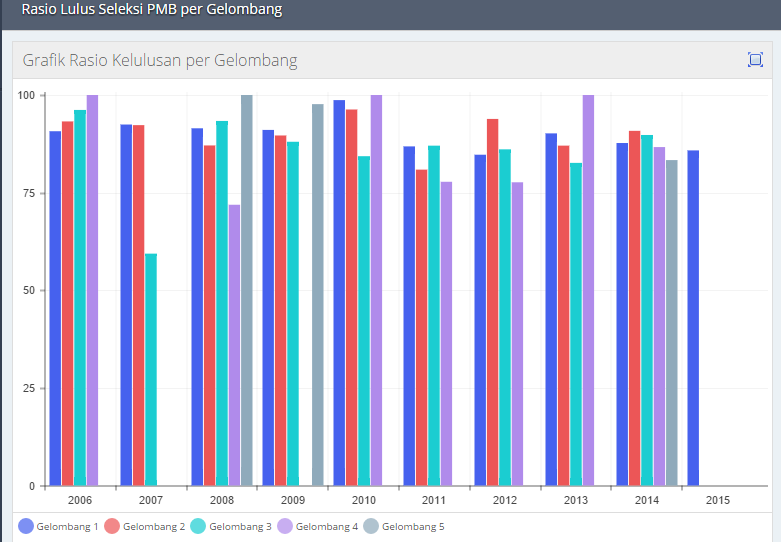 Rasio Lulus Seleksi PMB per Gelombang
Grafik Rasio Kelulusan per Gelombang
100
75
50
25
0
2006 2007 2008 2009 2010 2011 2012 2013 2014 2015
Gelombang 1 Gelombang 2 Gelombang 3 Gelombang 4 Gelombang 5